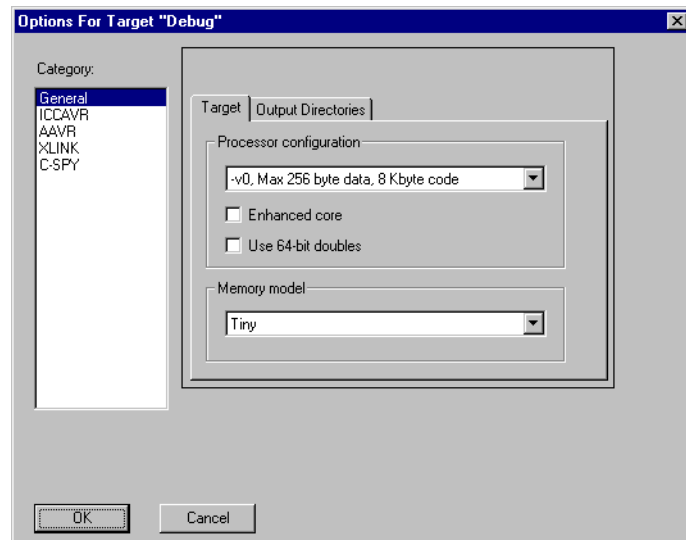 Options For Target "Debug"
Category:
General
ICCAVR
AAVR
XLINK
C-SPY
Target
Output Directories
Processor configuration
-v0, Max 256 byte data, 8 Kbyte code
Enhanced core
Use 64-bit doubles
Memory model
Tiny
OK
Cancel